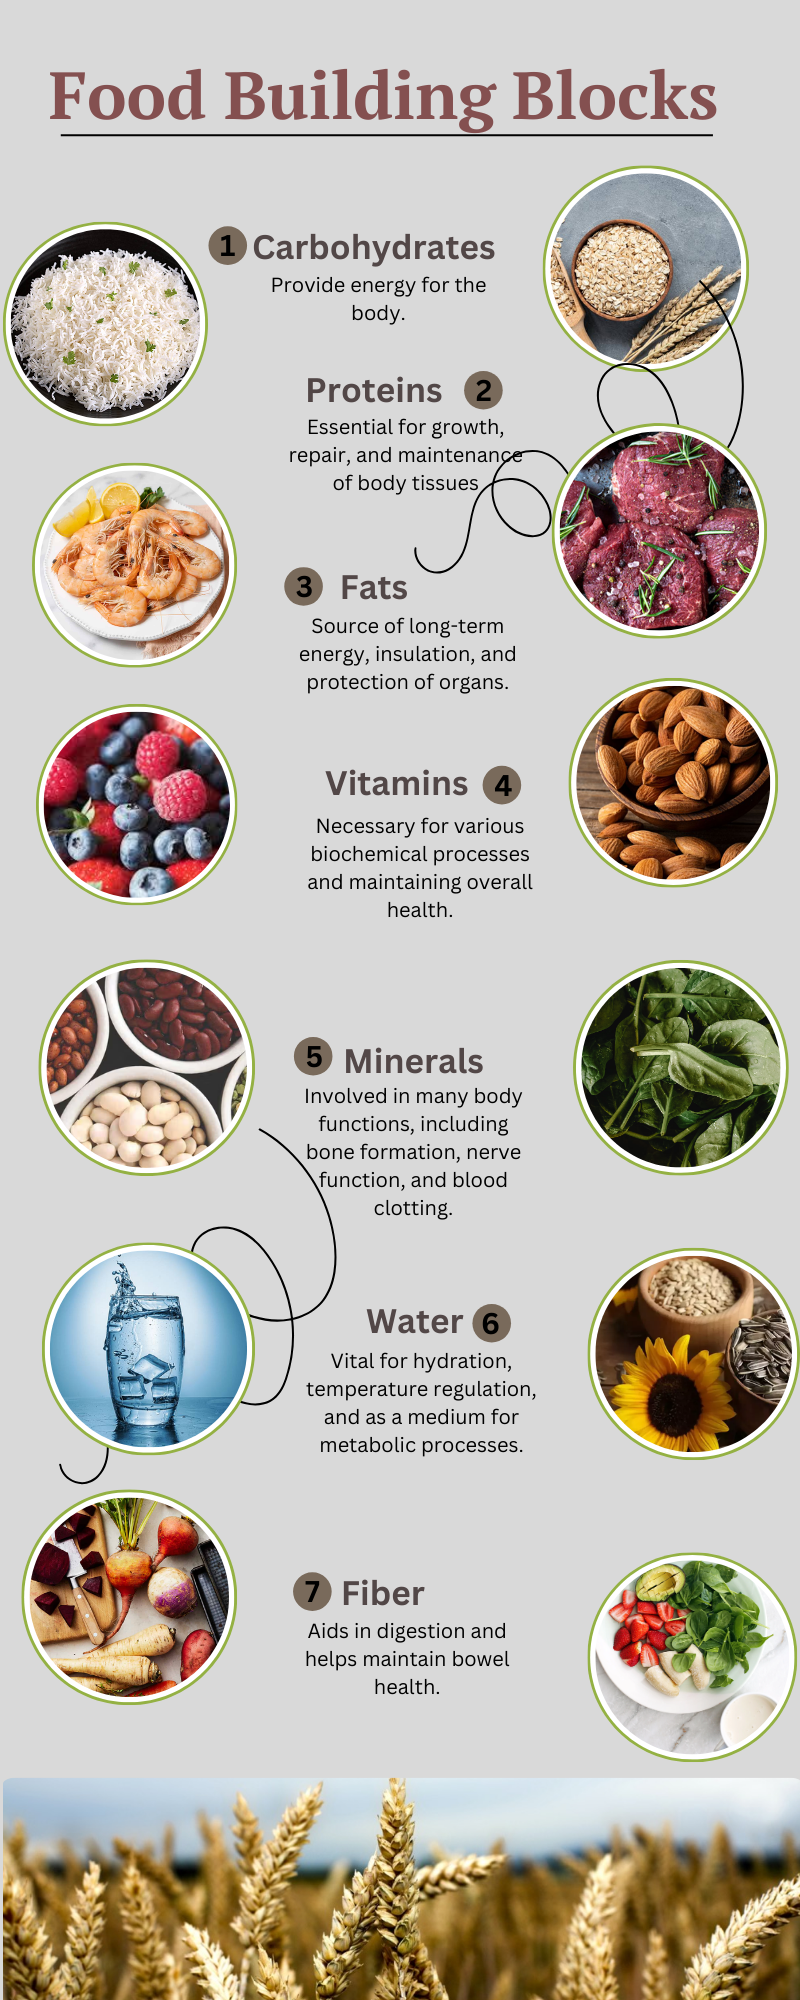 Food Building Blocks
1 Carbohydrates
Provide energy for the
body.
Proteins 2
Essential for growth,
repair, and maintenance
of body tissues
3 Fats
Source of long-term
energy, insulation, and
protection of organs.
Vitamins 4
Necessary for various
biochemical processes
and maintaining overall
health.
5 Minerals
Involved in many body
functions, including
bone formation, nerve
function, and blood
clotting.
Water 6
Vital for hydration,
temperature regulation,
and as a medium for
metabolic processes.
7 Fiber
Aids in digestion and
helps maintain bowel
health.